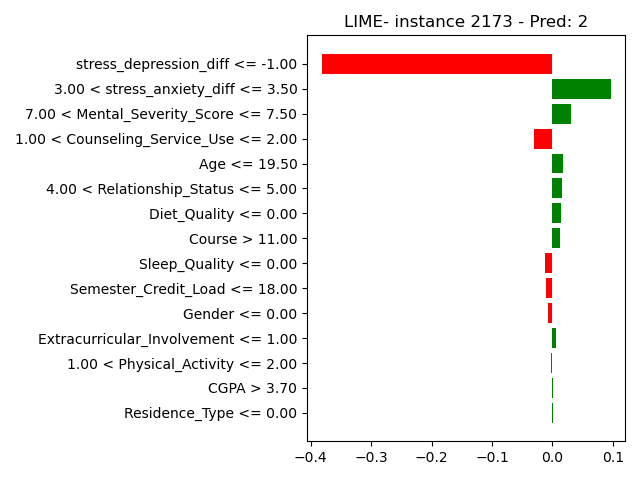 LIME- instance 2173 - Pred: 2
stress_depression_diff <= -1.00
3.00 < stress_anxiety_diff <= 3.50
7.00 < Mental_Severity_Score <= 7.50
1.00 < Counseling_Service_Use <= 2.00
Age <= 19.50
4.00 < Relationship_Status <= 5.00
Diet_Quality <= 0.00
Course > 11.00
Sleep_Quality <= 0.00
Semester_Credit_Load <= 18.00
Gender <= 0.00
Extracurricular_Involvement <= 1.00
1.00 < Physical_Activity <= 2.00
CGPA > 3.70
Residence_Type <= 0.00
−0.4 −0.3 −0.2 −0.1 0.0 0.1